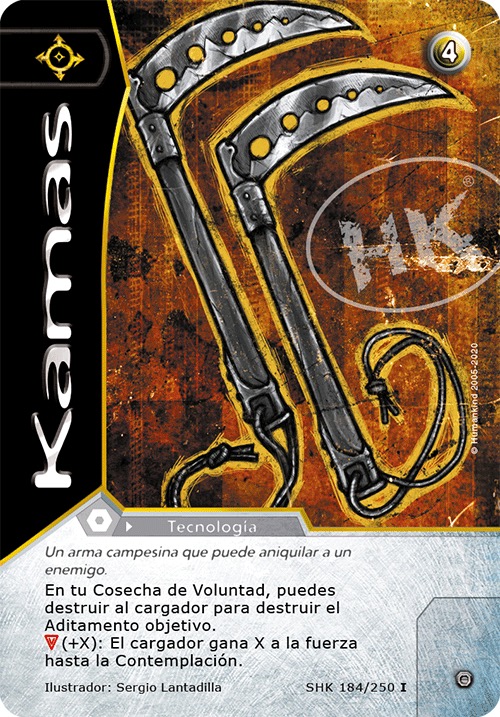 4
Kamas
HK®
© Humankind 2005-2020
Tecnología
Un arma campesina que puede aniquilar a un
enemigo.
En tu Cosecha de Voluntad, puedes
destruir al cargador para destruir el
Aditamento objetivo.
(+X): El cargador gana X a la fuerza
hasta la Contemplación.
Ilustrador: Sergio Lantadilla
SHK 184/250 I